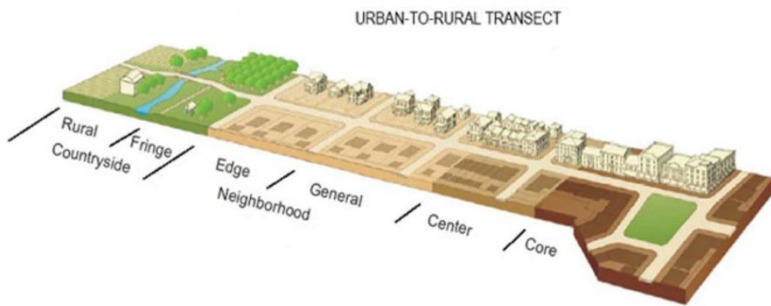 URBAN-TO-RURAL TRANSECT
Rural
Fringe
Countryside
Edge
Neighborhood
General
Center
Core